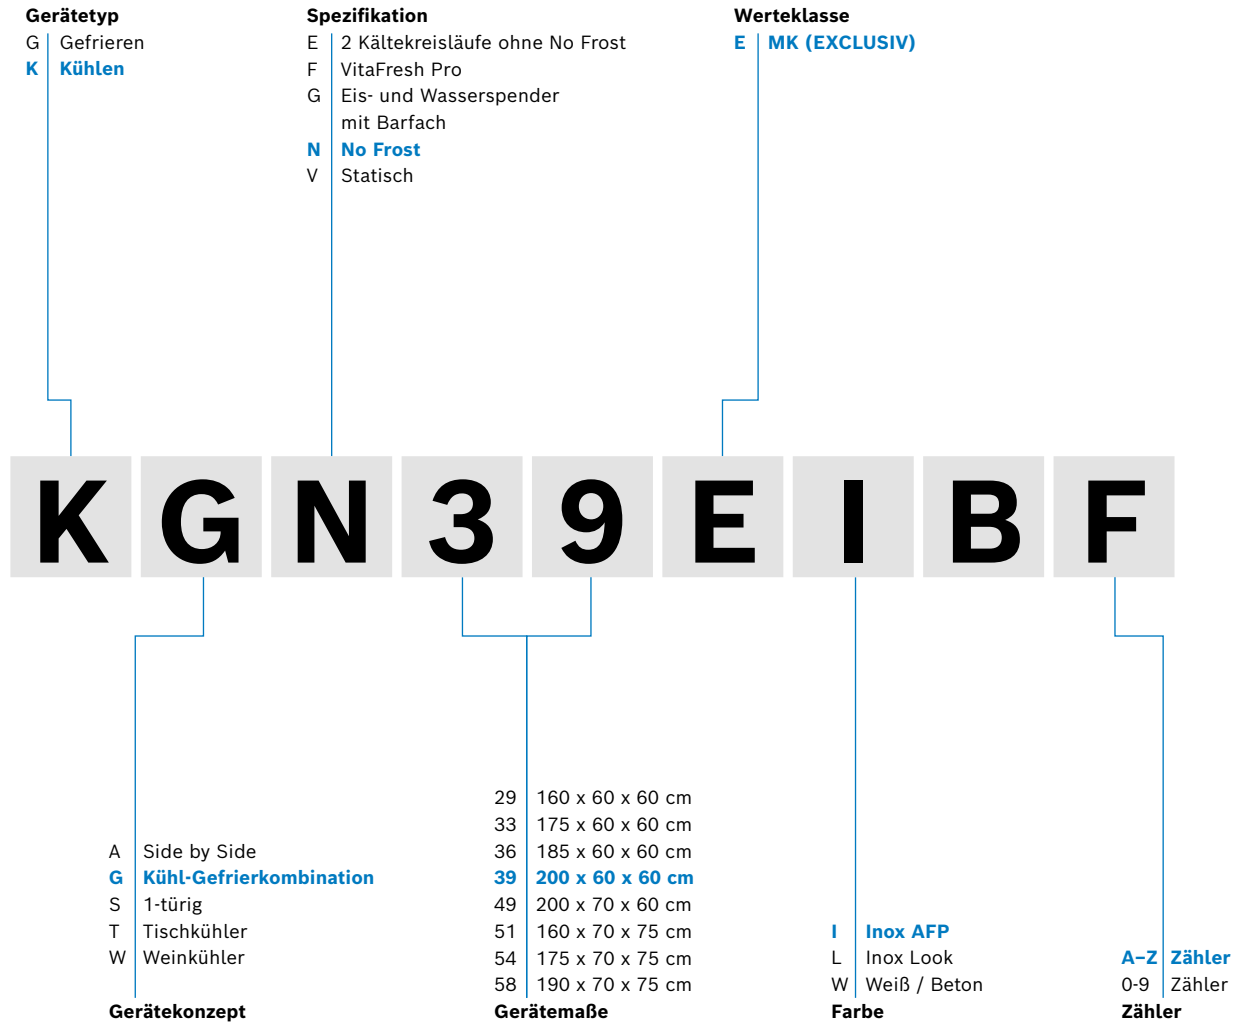 Gerätetyp
G Gefrieren
K Kühlen
Spezifikation
E 2 Kältekreisläufe ohne No Frost
F VitaFresh Pro
G Eis- und Wasserspender
mit Barfach
N No Frost
V Statisch
Werteklasse
E MK (EXCLUSIV)
K G N 3 9 E I B F
A Side by Side
G Kühl-Gefrierkombination
S 1-türig
T Tischkühler
W Weinkühler
Gerätekonzept
29 160 x 60 x 60 cm
33 175 x 60 x 60 cm
36 185 x 60 x 60 cm
39 200 x 60 x 60 cm
49 200 x 70 x 60 cm
51 160 x 70 x 75 cm
54 175 x 70 x 75 cm
58 190 x 70 x 75 cm
Gerätemaße
I Inox AFP
L Inox Look
W Weiß / Beton
Farbe
A–Z Zähler
0-9 Zähler
Zähler